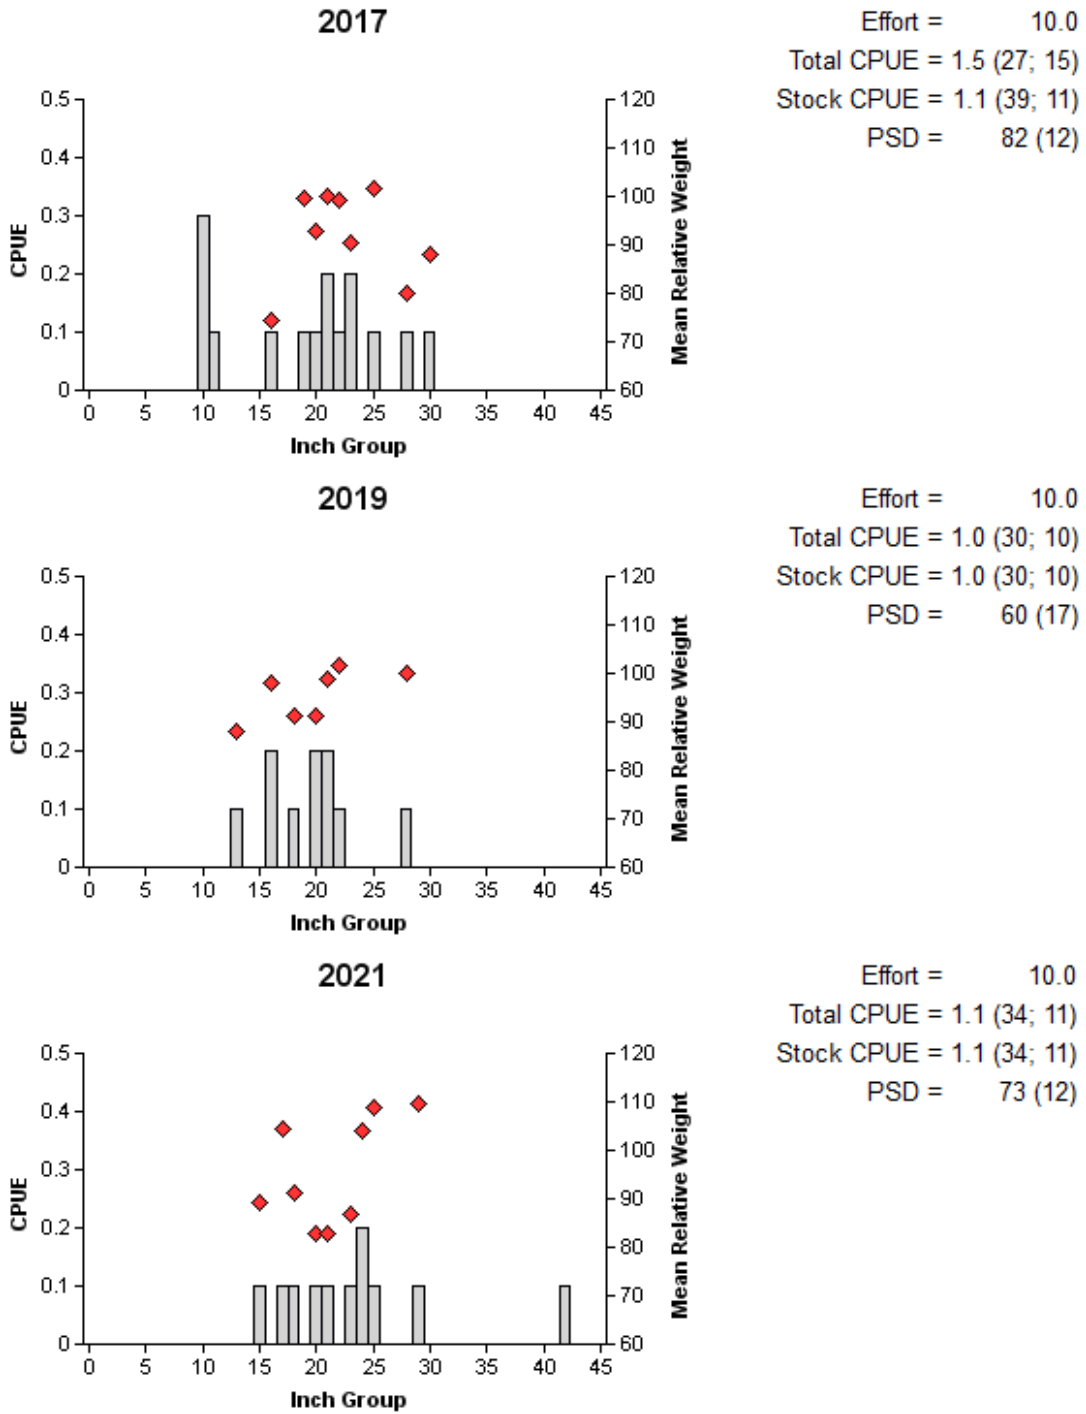 2017
Effort = 10.0
Total CPUE = 1.5 (27; 15)
Stock CPUE = 1.1 (39; 11)
PSD = 82 (12)
0.5
0.4
0.3
0.2
0.1
0
CPUE
120
110
100
90
80
70
60
Mean Relative Weight
0 5 10 15 20 25 30 35 40 45
Inch Group
2019
Effort = 10.0
Total CPUE = 1.0 (30; 10)
Stock CPUE = 1.0 (30; 10)
PSD = 60 (17)
0.5
0.4
0.3
0.2
0.1
0
CPUE
120
110
100
90
80
70
60
Mean Relative Weight
0 5 10 15 20 25 30 35 40 45
Inch Group
2021
Effort = 10.0
Total CPUE = 1.1 (34; 11)
Stock CPUE = 1.1 (34; 11)
PSD = 73 (12)
0.5
0.4
0.3
0.2
0.1
0
CPUE
120
110
100
90
80
70
60
Mean Relative Weight
0 5 10 15 20 25 30 35 40 45
Inch Group